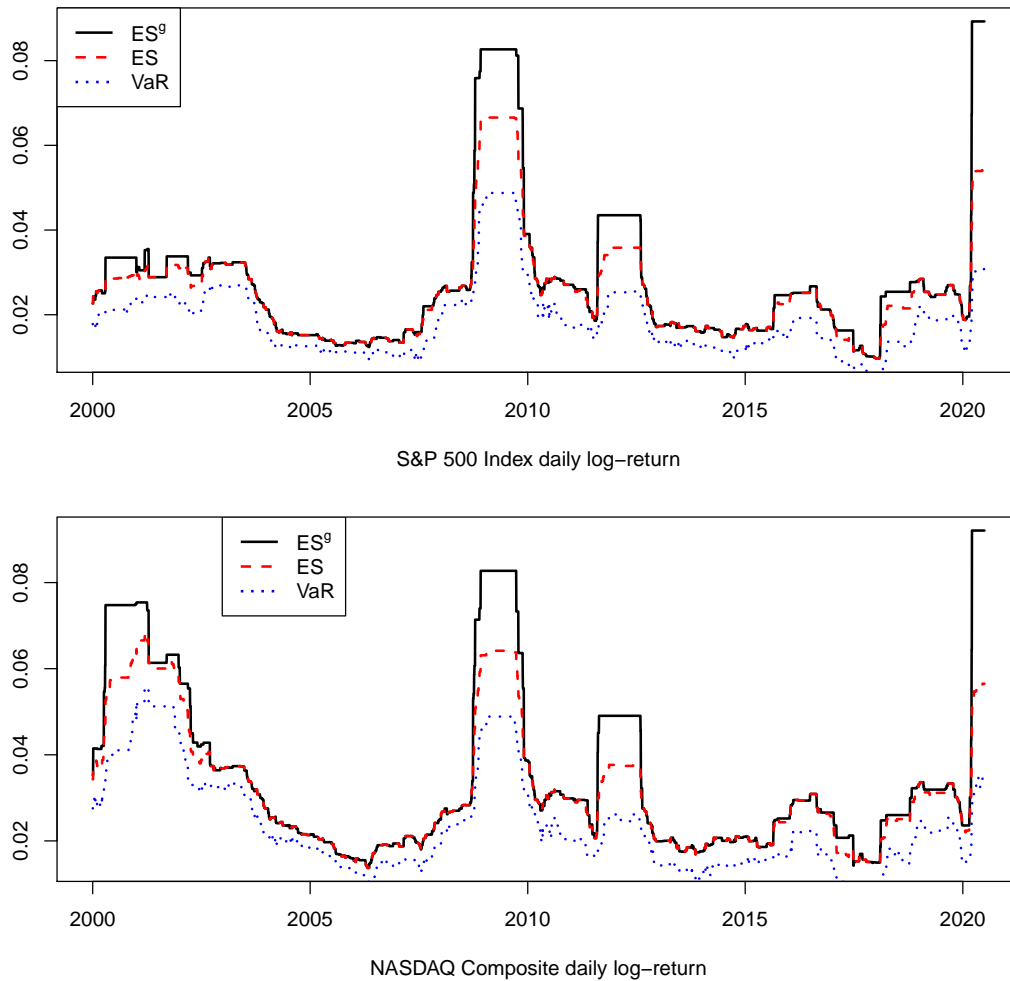 ES^g
ES
VaR
0.08
0.06
0.04
0.02
2000 2005 2010 2015 2020
S&P 500 Index daily log−return
ES^g
ES
VaR
0.08
0.06
0.04
0.02
2000 2005 2010 2015 2020
NASDAQ Composite daily log−return